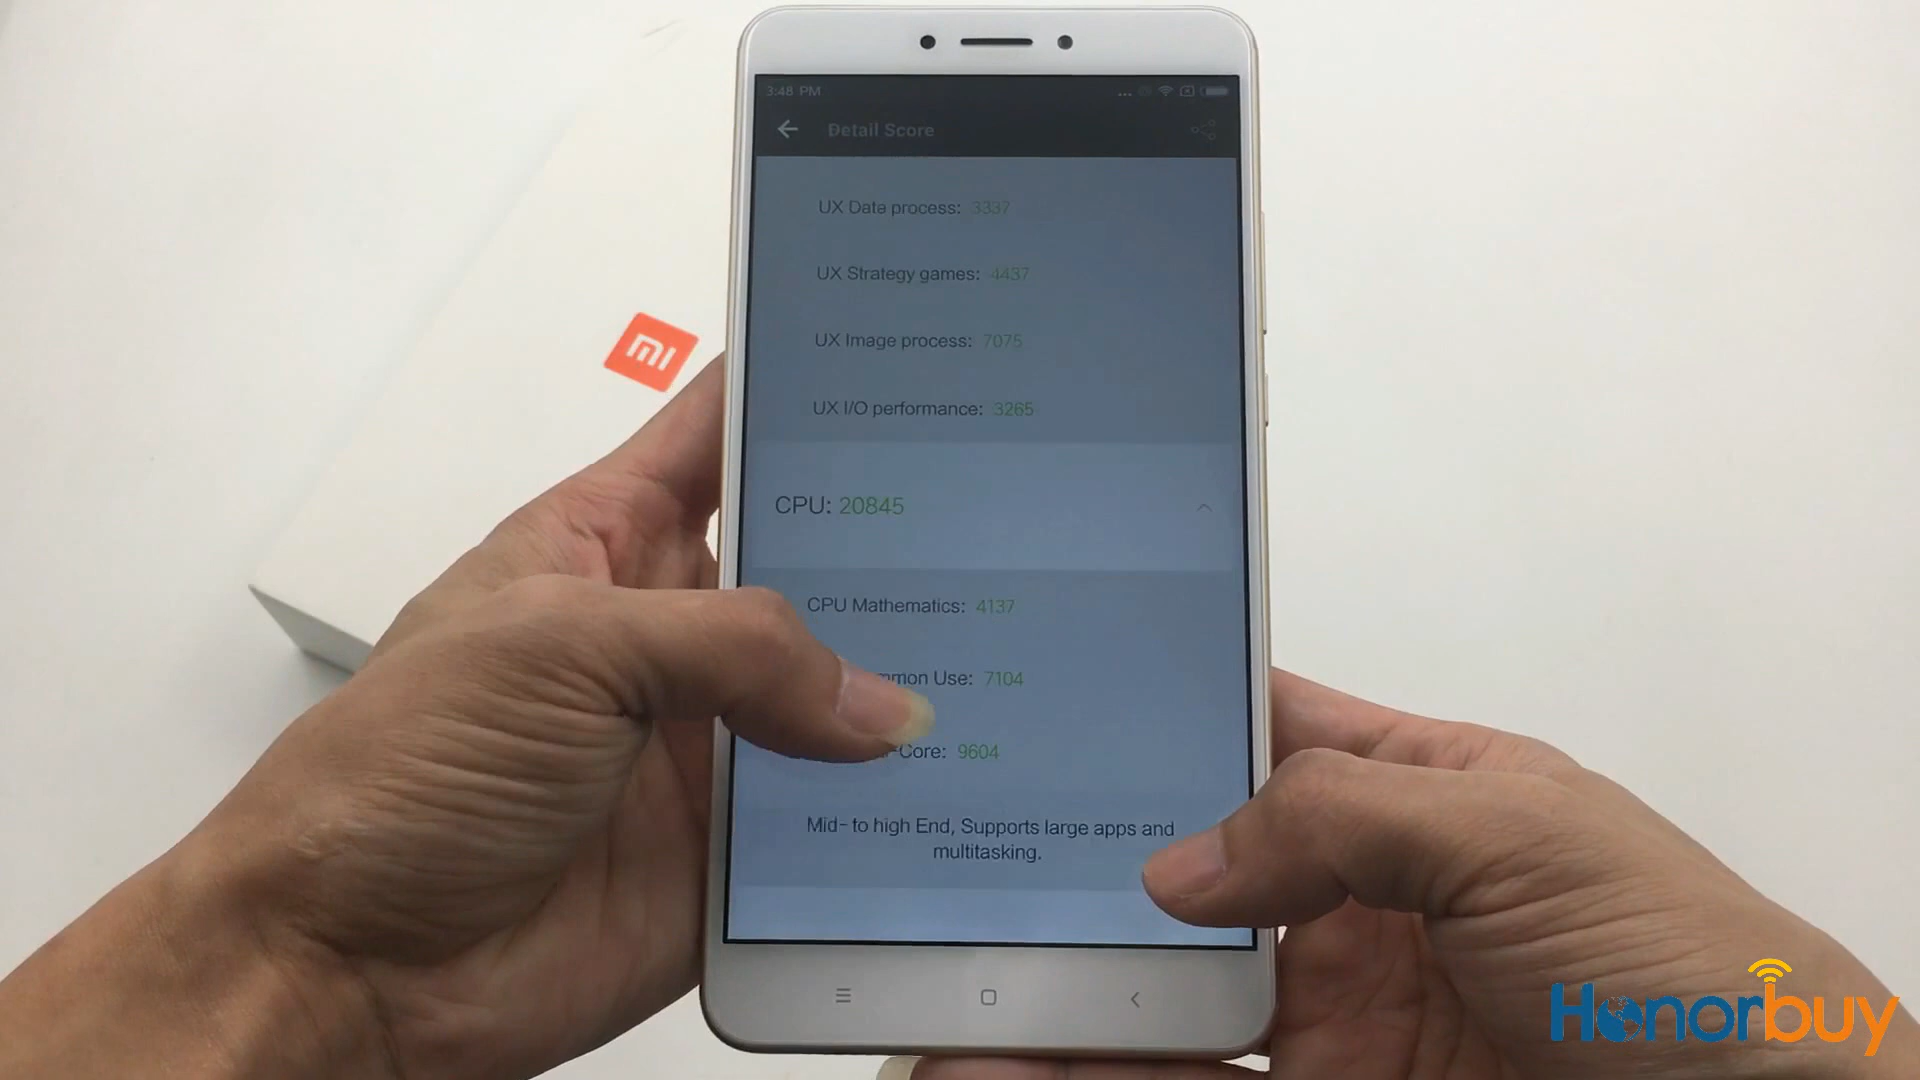 3:48 PM
Detail Score
UX Data process: 3337
UX Strategy games: 4437
UX Image process: 7075
UX I/O performance: 3265
CPU: 20845
CPU Mathematics: 4137
mmon Use: 7104
-Core: 9604
Mid- to high End, Supports large apps and
multitasking.
MI
Honorbuy